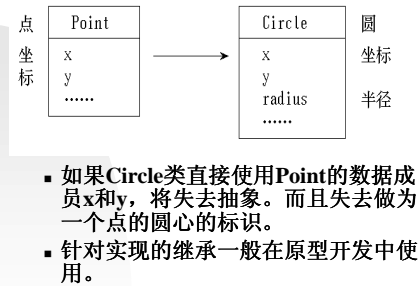 点 Point Circle 圆
坐标 x x 坐标
y y
…… radius 半径
……
▪ 如果Circle类直接使用Point的数据成
员x和y，将失去抽象。而且失去做为
一个点的圆心的标识。
▪ 针对实现的继承一般在原型开发中使
用。